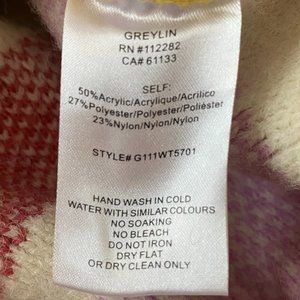 GREYLIN
RN #112282
CA# 61133
SELF:
50%Acrylic/Acrylique/Acrilico
27%Polyester/Polyester/Poliéster
23%Nylon/Nylon/Nylon
STYLE# G111WT5701
HAND WASH IN COLD
WATER WITH SIMILAR COLOURS
NO SOAKING
NO BLEACH
DO NOT IRON
DRY FLAT
OR DRY CLEAN ONLY